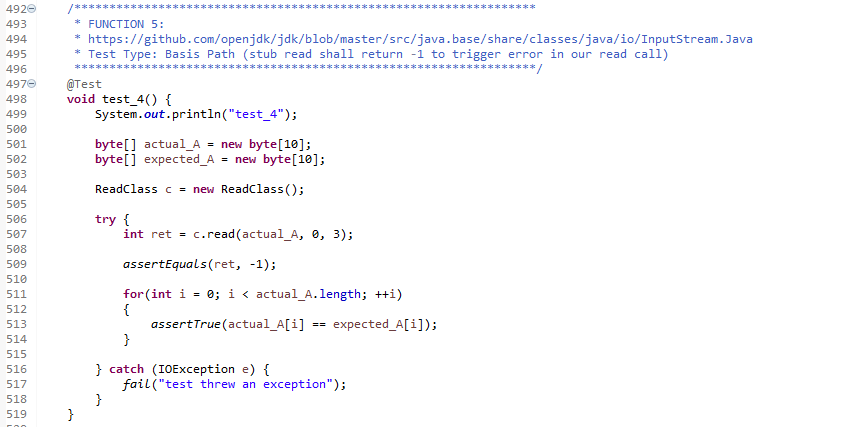 492 /******************************************************************
493 * FUNCTION 5:
494 * https://github.com/openjdk/jdk/blob/master/src/java.base/share/classes/java/io/InputStream.Java
495 * Test Type: Basis Path (stub read shall return -1 to trigger error in our read call)
496 ******************************************************************/
497 @Test
498 void test_4() {
499 System.out.println("test_4");
500
501 byte[] actual_A = new byte[10];
502 byte[] expected_A = new byte[10];
503
504 ReadClass c = new ReadClass();
505
506 try {
507 int ret = c.read(actual_A, 0, 3);
508
509 assertEquals(ret, -1);
510
511 for(int i = 0; i < actual_A.length; ++i)
512 {
513 assertTrue(actual_A[i] == expected_A[i]);
514 }
515
516 } catch (IOException e) {
517 fail("test threw an exception");
518 }
519 }